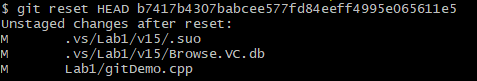 $ git reset HEAD b7417b4307babcee577fd84eeff4995e065611e5
Unstaged changes after reset:
M       .vs/Lab1/v15/.suo
M       .vs/Lab1/v15/Browse.VC.db
M       Lab1/gitDemo.cpp